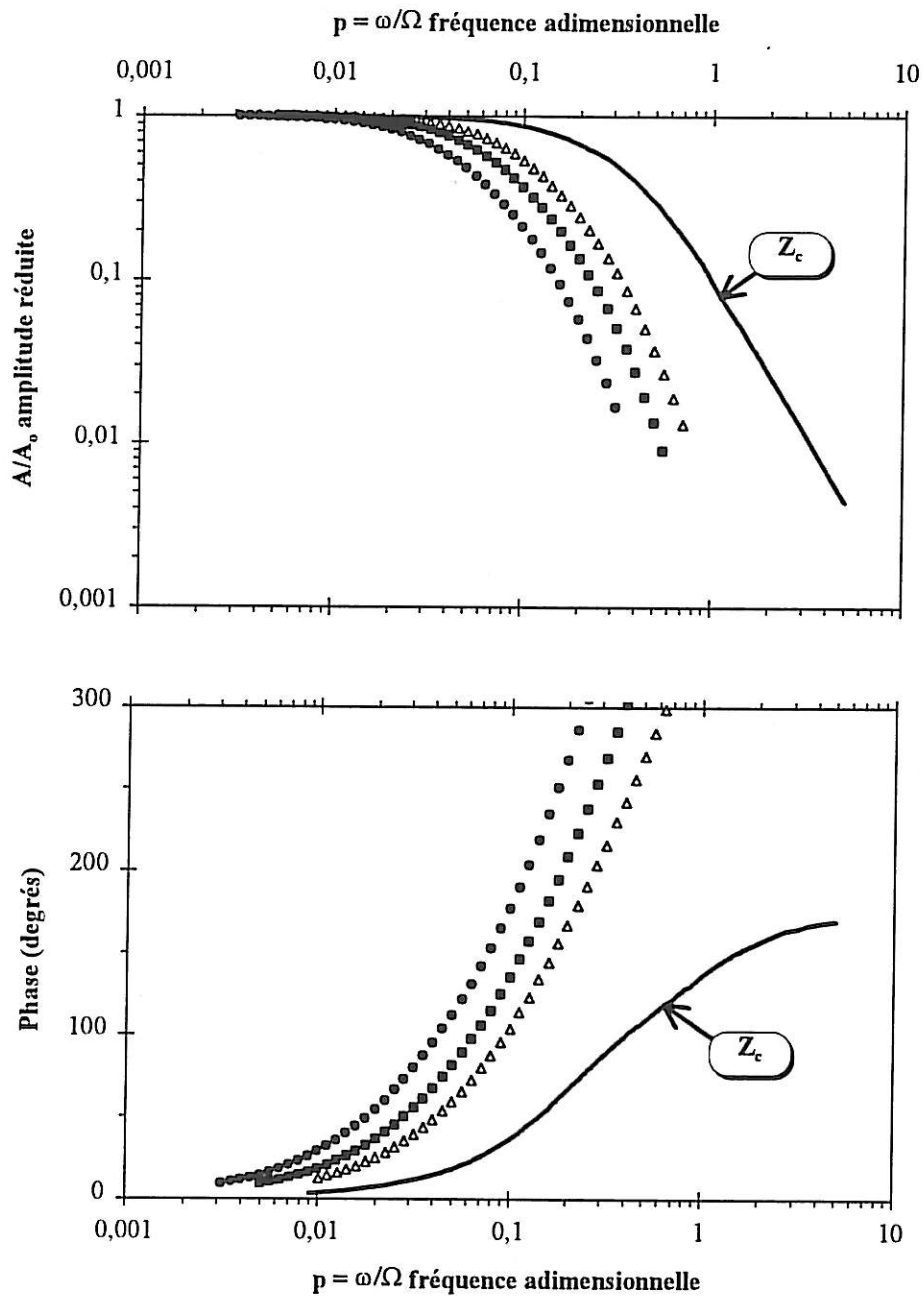 p = ω/Ω fréquence adimensionnelle
0,001 0,01 0,1 1 10
1
0,1
0,01
0,001
A/A₀ amplitude réduite
Z_c
300
200
100
0
Phase (degrés)
Z_c
0,001 0,01 0,1 1 10
p = ω/Ω fréquence adimensionnelle